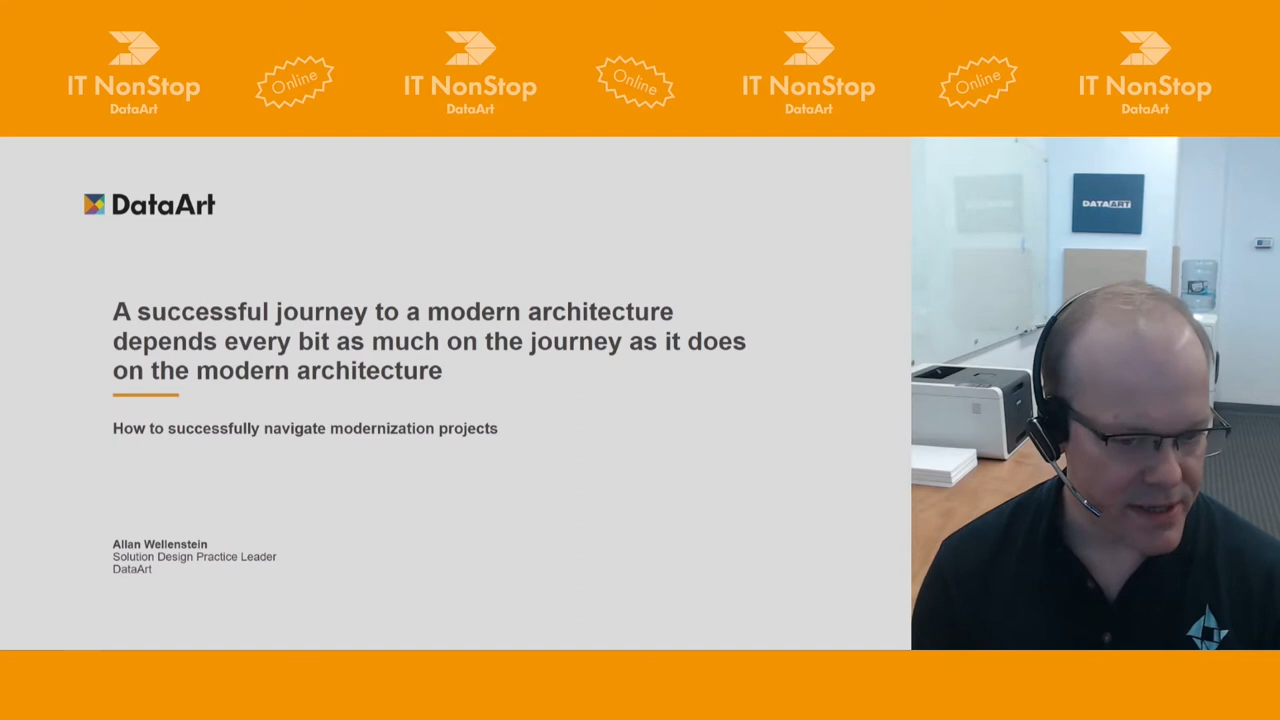 IT NonStop
DataArt
Online
IT NonStop
DataArt
Online
IT NonStop
DataArt
Online
IT NonStop
DataArt
DataArt
DATAART
A successful journey to a modern architecture
depends every bit as much on the journey as it does
on the modern architecture
How to successfully navigate modernization projects
Allan Wellenstein
Solution Design Practice Leader
DataArt